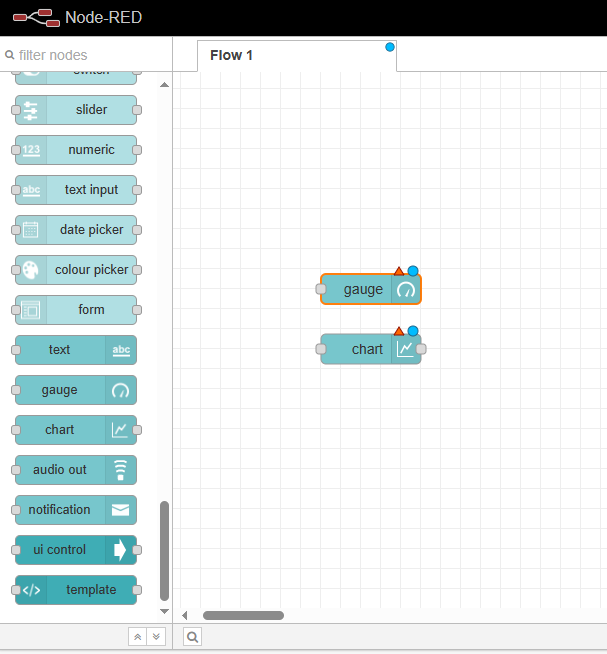 Node-RED
filter nodes
Flow 1
switch
slider
123
numeric
abc
text input
date picker
colour picker
form
text
abc
gauge
chart
audio out
notification
ui control
</>
template
gauge
chart